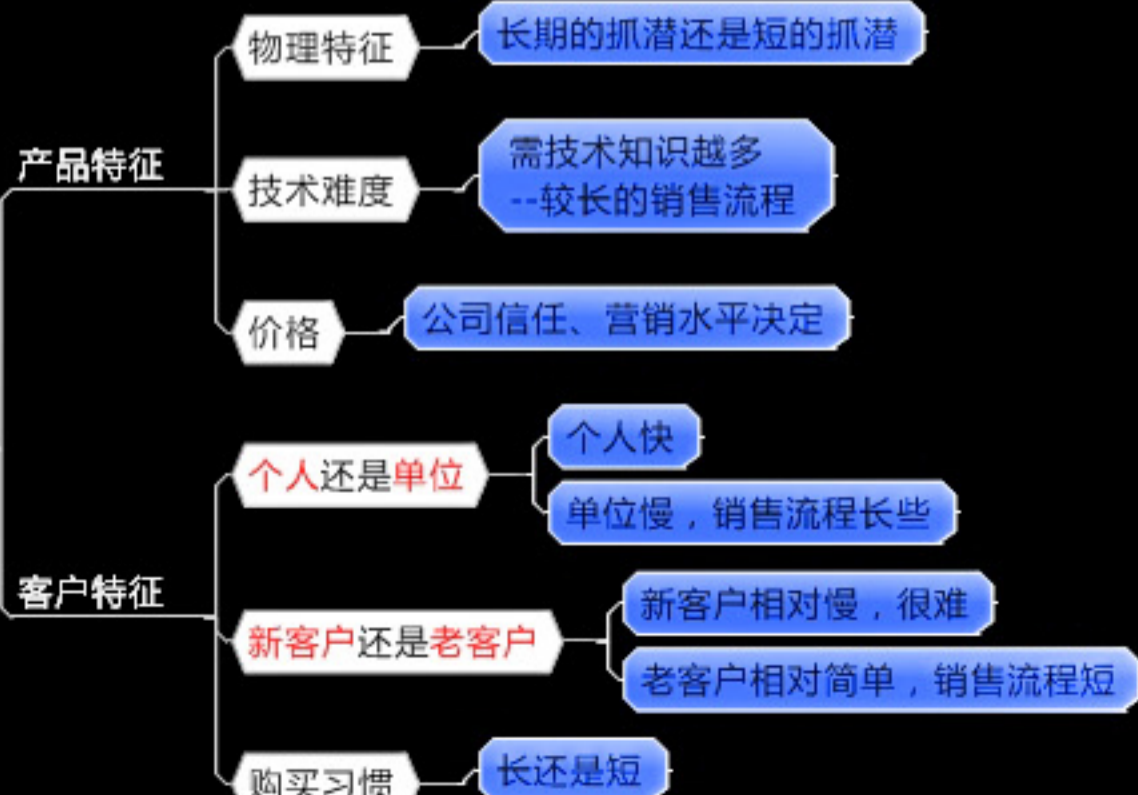 产品特征
物理特征
长期的抓潜还是短的抓潜
技术难度
需技术知识越多
--较长的销售流程
价格
公司信任、营销水平决定
客户特征
个人还是单位
个人快
单位慢，销售流程长些
新客户还是老客户
新客户相对慢，很难
老客户相对简单，销售流程短
购买习惯
长还是短